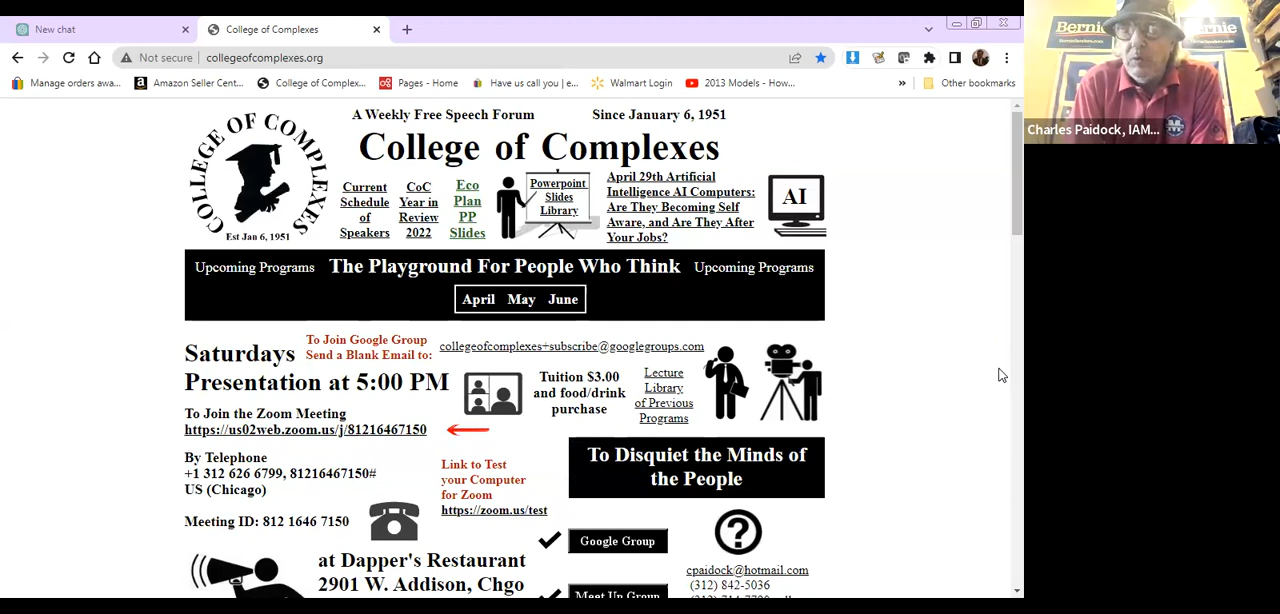 New chat
College of Complexes
Not secure
collegeofcomplexes.org
Manage orders awa...
Amazon Seller Cent...
College of Complex...
Pages - Home
Have us call you | e...
Walmart Login
2013 Models - How...
»
Other bookmarks
Bernie
Charles Paidock, IAM...
COLLEGE OF COMPLEXES
Est Jan 6, 1951
A Weekly Free Speech Forum
Since January 6, 1951
College of Complexes
Current
Schedule
of
Speakers
CoC
Year in
Review
2022
Eco
Plan
PP
Slides
Powerpoint
Slides
Library
April 29th Artificial
Intelligence AI Computers:
Are They Becoming Self
Aware, and Are They After
Your Jobs?
AI
Upcoming Programs
The Playground For People Who Think
Upcoming Programs
April May June
Saturdays
To Join Google Group
Send a Blank Email to:
collegeofcomplexes+subscribe@googlegroups.com
Presentation at 5:00 PM
Tuition $3.00
and food/drink
purchase
Lecture
Library
of Previous
Programs
To Join the Zoom Meeting
https://us02web.zoom.us/j/81216467150
By Telephone
+1 312 626 6799, 81216467150#
US (Chicago)
Link to Test
your Computer
for Zoom
https://zoom.us/test
To Disquiet the Minds of
the People
Meeting ID: 812 1646 7150
?
Google Group
at Dapper's Restaurant
2901 W. Addison, Chgo
cpaidock@hotmail.com
(312) 842-5036
Meet Up Group